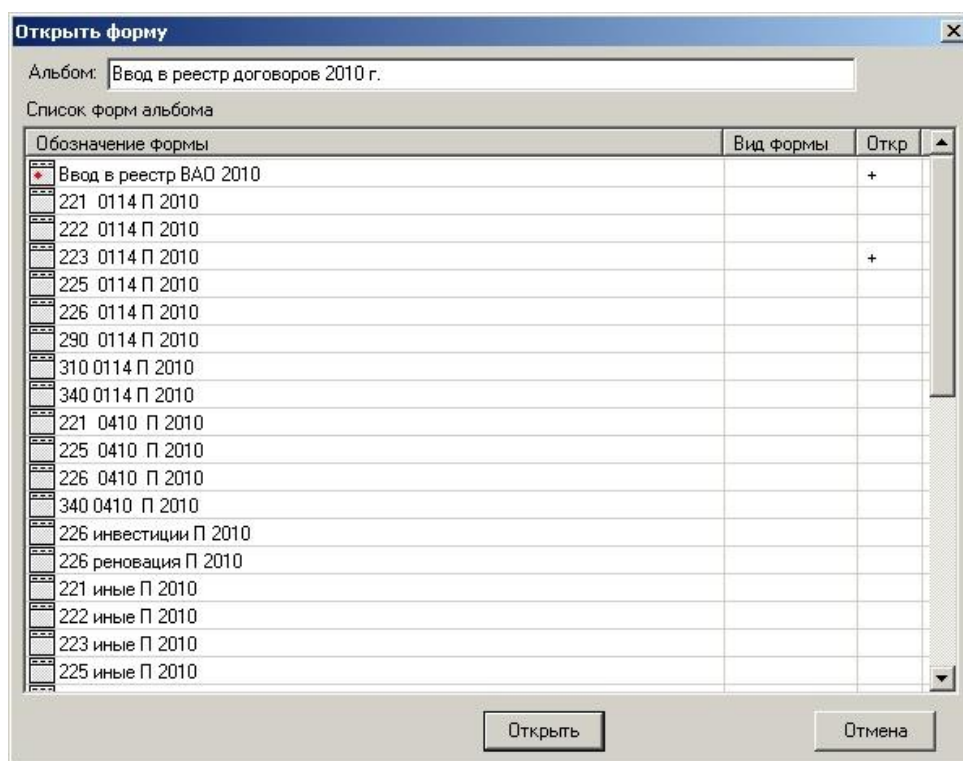 Открыть форму
Альбом: Ввод в реестр договоров 2010 г.
Список форм альбома
Обозначение формы Вид формы Откр
Ввод в реестр ВАО 2010 +
221 0114 П 2010
222 0114 П 2010
223 0114 П 2010 +
225 0114 П 2010
226 0114 П 2010
290 0114 П 2010
310 0114 П 2010
340 0114 П 2010
221 0410 П 2010
225 0410 П 2010
226 0410 П 2010
340 0410 П 2010
226 инвестиции П 2010
226 реновация П 2010
221 иные П 2010
222 иные П 2010
223 иные П 2010
225 иные П 2010
Открыть Отмена